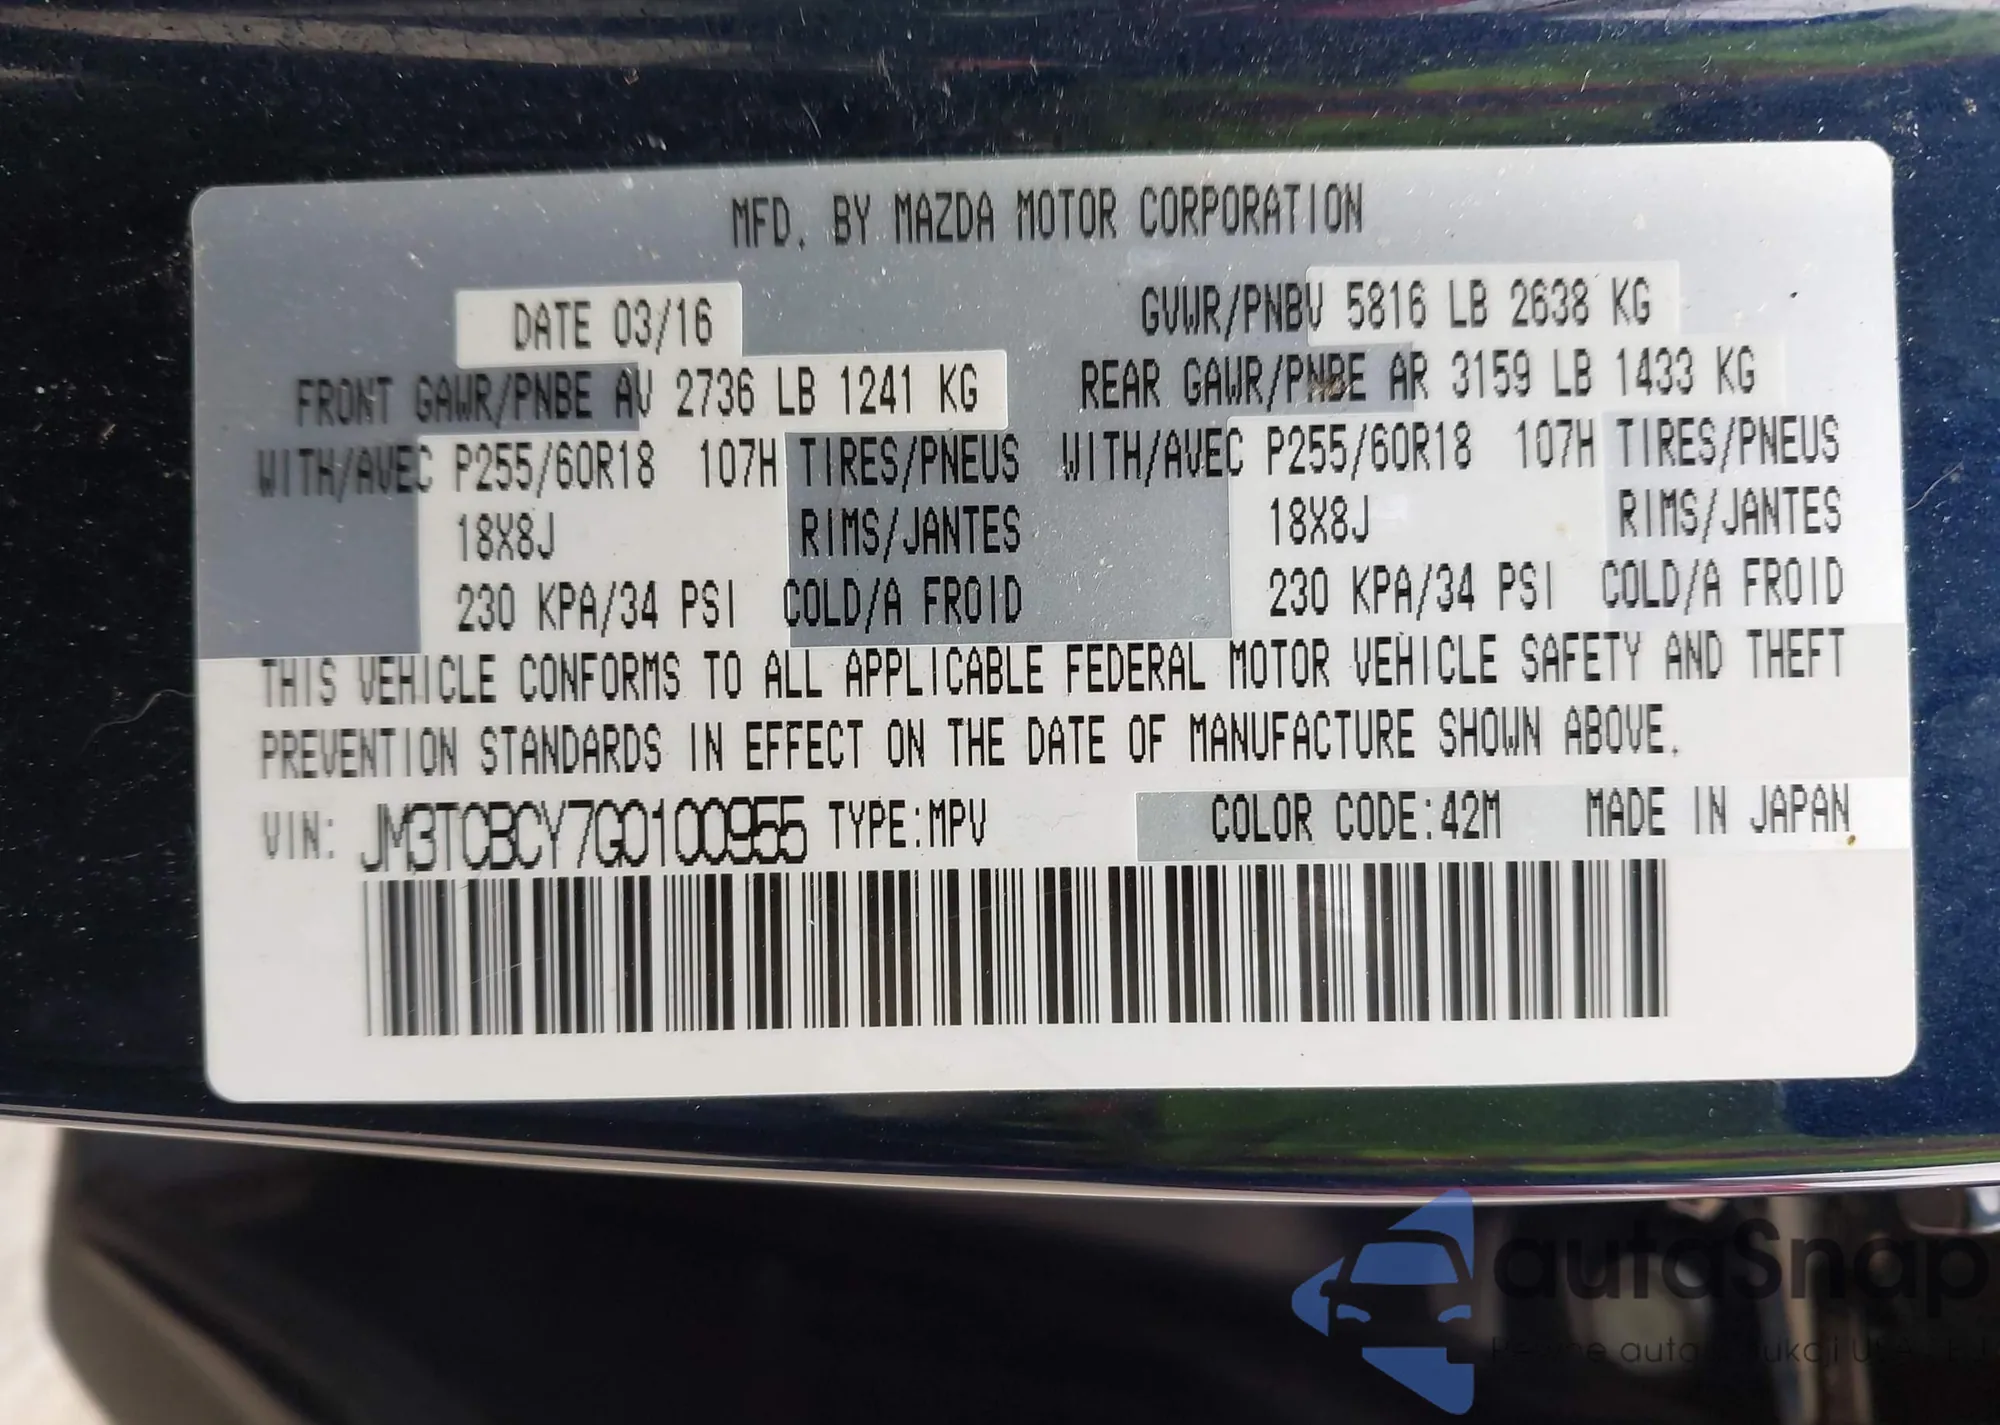 MFD. BY MAZDA MOTOR CORPORATION
DATE 03/16 GVWR/PNBV 5816 LB 2638 KG
FRONT GAWR/PNBE AV 2736 LB 1241 KG REAR GAWR/PNBE AR 3159 LB 1433 KG
WITH/AVEC P255/60R18 107H TIRES/PNEUS WITH/AVEC P255/60R18 107H TIRES/PNEUS
18X8J RIMS/JANTES 18X8J RIMS/JANTES
230 KPA/34 PSI COLD/A FROID 230 KPA/34 PSI COLD/A FROID
THIS VEHICLE CONFORMS TO ALL APPLICABLE FEDERAL MOTOR VEHICLE SAFETY AND THEFT
PREVENTION STANDARDS IN EFFECT ON THE DATE OF MANUFACTURE SHOWN ABOVE.
VIN: JM3TCBCY7G0100955 TYPE:MPV COLOR CODE:42M MADE IN JAPAN
autaSnap